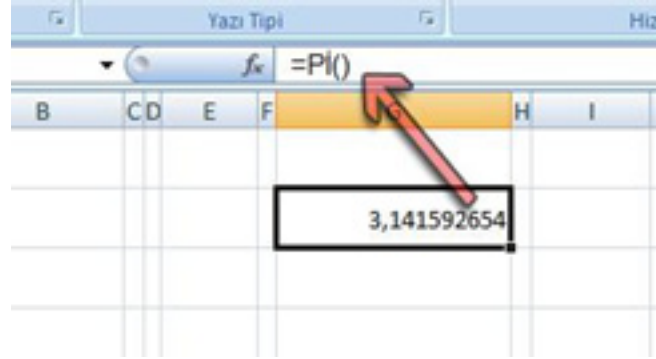 Yazı Tipi Hiz
fx =Pİ()
B C D E F G H I
3,141592654